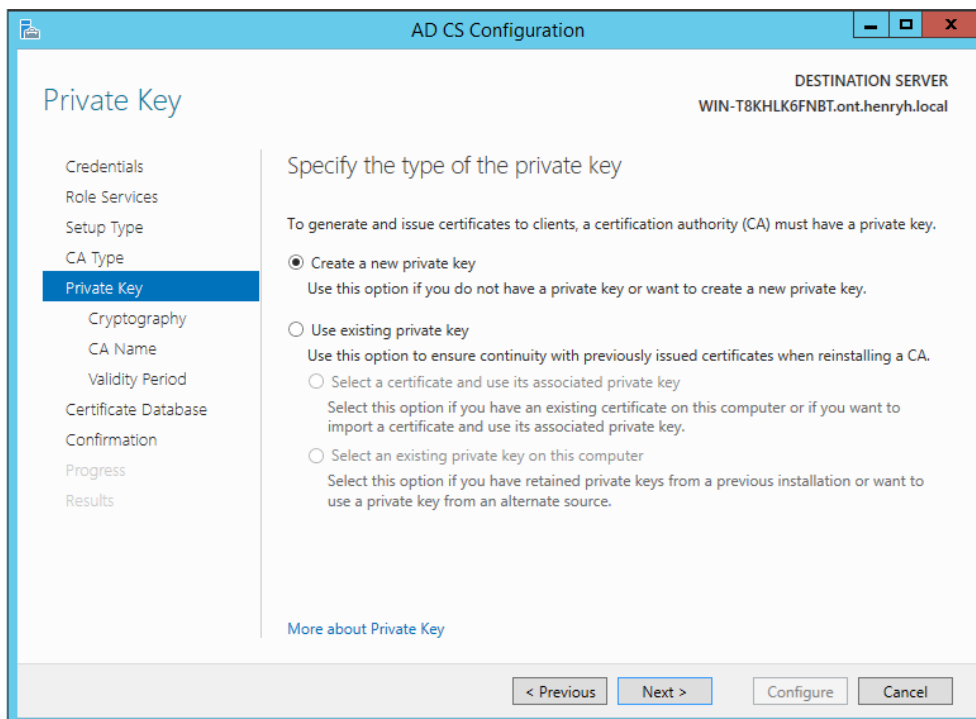 AD CS Configuration
Private Key
DESTINATION SERVER
WIN-T8KHLK6FNBT.ont.henryh.local
Credentials
Role Services
Setup Type
CA Type
Private Key
Cryptography
CA Name
Validity Period
Certificate Database
Confirmation
Progress
Results
Specify the type of the private key
To generate and issue certificates to clients, a certification authority (CA) must have a private key.
Create a new private key
Use this option if you do not have a private key or want to create a new private key.
Use existing private key
Use this option to ensure continuity with previously issued certificates when reinstalling a CA.
Select a certificate and use its associated private key
Select this option if you have an existing certificate on this computer or if you want to
import a certificate and use its associated private key.
Select an existing private key on this computer
Select this option if you have retained private keys from a previous installation or want to
use a private key from an alternate source.
More about Private Key
< Previous
Next >
Configure
Cancel